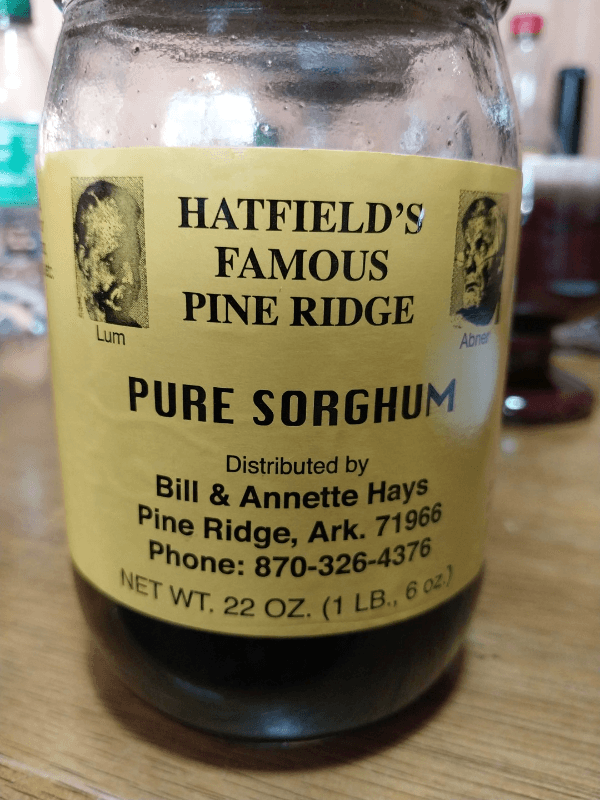 HATFIELD'S
FAMOUS
PINE RIDGE
Lum
Abner
PURE SORGHUM
Distributed by
Bill & Annette Hays
Pine Ridge, Ark. 71966
Phone: 870-326-4376
NET WT. 22 OZ. (1 LB., 6 oz.)